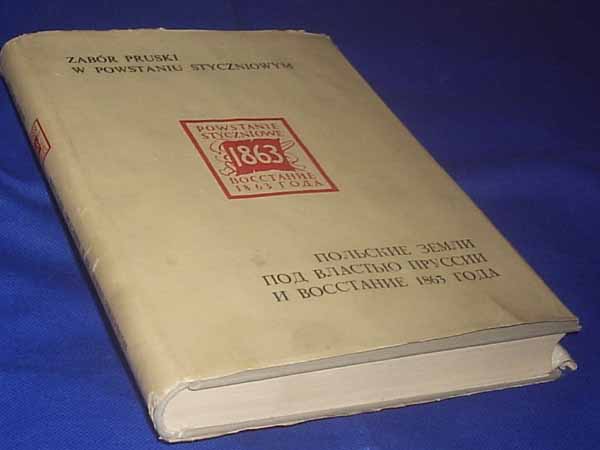 ZABÓR PRUSKI
W POWSTANIU STYCZNIOWYM
POWSTANIE
STYCZNIOWE
1863
ВОССТАНИЕ
1863 ГОДА
ПОЛЬСКИЕ ЗЕМЛИ
ПОД ВЛАСТЬЮ ПРУССИИ
И ВОССТАНИЕ 1863 ГОДА